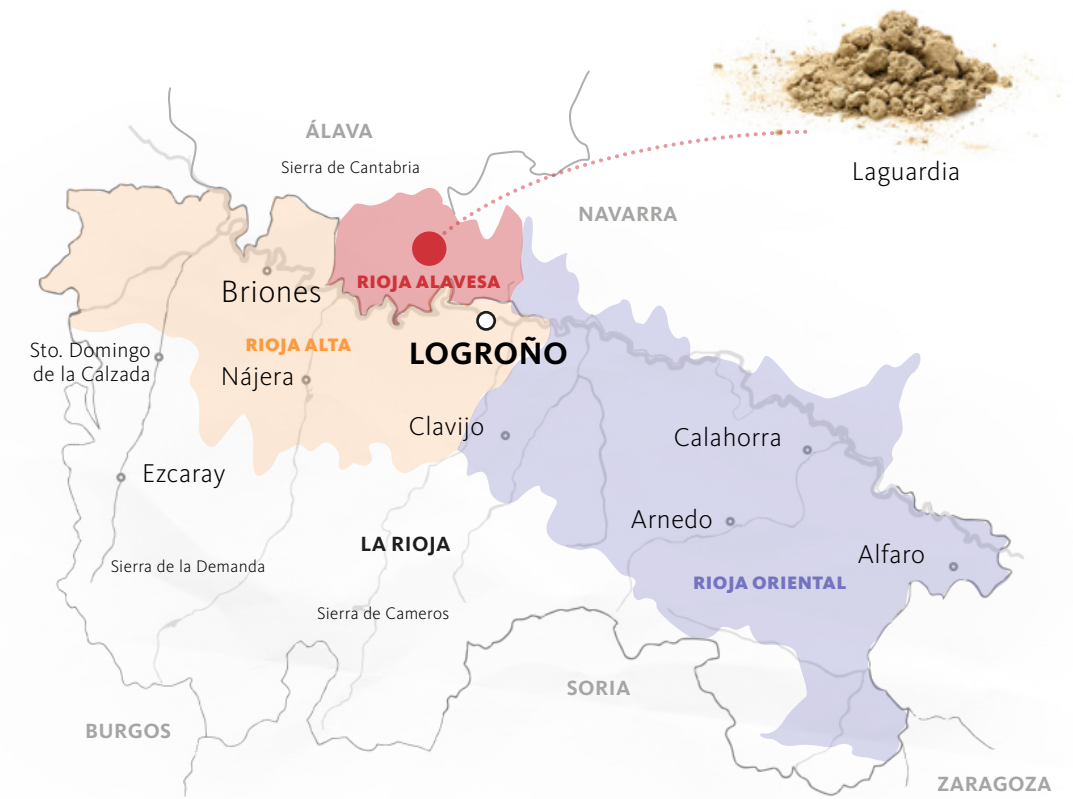 ÁLAVA
Sierra de Cantabria
Laguardia
NAVARRA
RIOJA ALAVESA
Briones
RIOJA ALTA
LOGROÑO
Sto. Domingo
de la Calzada
Nájera
Clavijo
Calahorra
Ezcaray
Arnedo
LA RIOJA
Alfaro
Sierra de la Demanda
RIOJA ORIENTAL
Sierra de Cameros
SORIA
BURGOS
ZARAGOZA